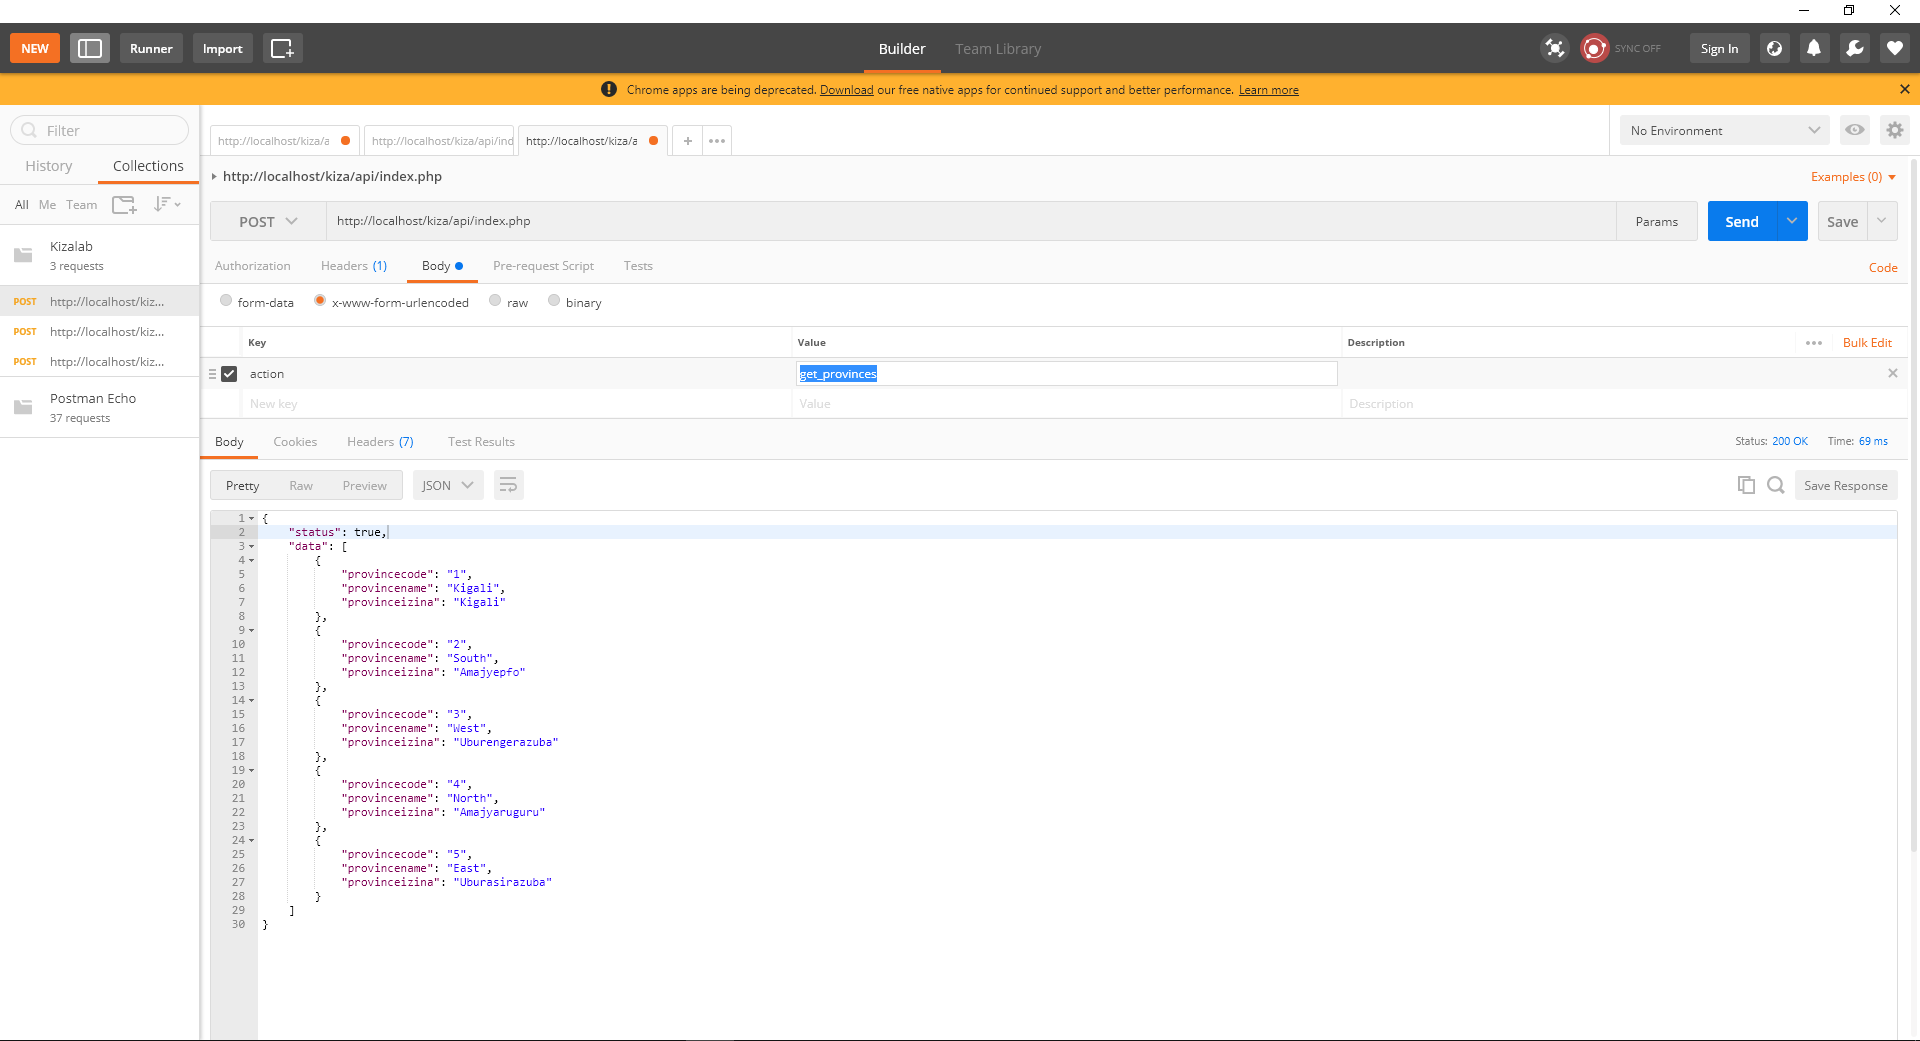 NEW Runner Import Builder Team Library SYNC OFF Sign In
Chrome apps are being deprecated. Download our free native apps for continued support and better performance. Learn more
Filter
History Collections
All Me Team
Kizalab
3 requests
POST http://localhost/kiz...
POST http://localhost/kiz...
POST http://localhost/kiz...
Postman Echo
37 requests
http://localhost/kiza/a http://localhost/kiza/api/ind http://localhost/kiza/a + ••• No Environment
http://localhost/kiza/api/index.php Examples (0)
POST http://localhost/kiza/api/index.php Params Send Save
Authorization Headers (1) Body Pre-request Script Tests Code
form-data x-www-form-urlencoded raw binary
Key Value Description ••• Bulk Edit
action get_provinces
New key Value Description
Body Cookies Headers (7) Test Results Status: 200 OK Time: 69 ms
Pretty Raw Preview JSON Save Response
1 {
2 "status": true,
3 "data": [
4 {
5 "provincecode": "1",
6 "provincename": "Kigali",
7 "provinceizina": "Kigali"
8 },
9 {
10 "provincecode": "2",
11 "provincename": "South",
12 "provinceizina": "Amajyepfo"
13 },
14 {
15 "provincecode": "3",
16 "provincename": "West",
17 "provinceizina": "Uburengerazuba"
18 },
19 {
20 "provincecode": "4",
21 "provincename": "North",
22 "provinceizina": "Amajyaruguru"
23 },
24 {
25 "provincecode": "5",
26 "provincename": "East",
27 "provinceizina": "Uburasirazuba"
28 }
29 ]
30 }